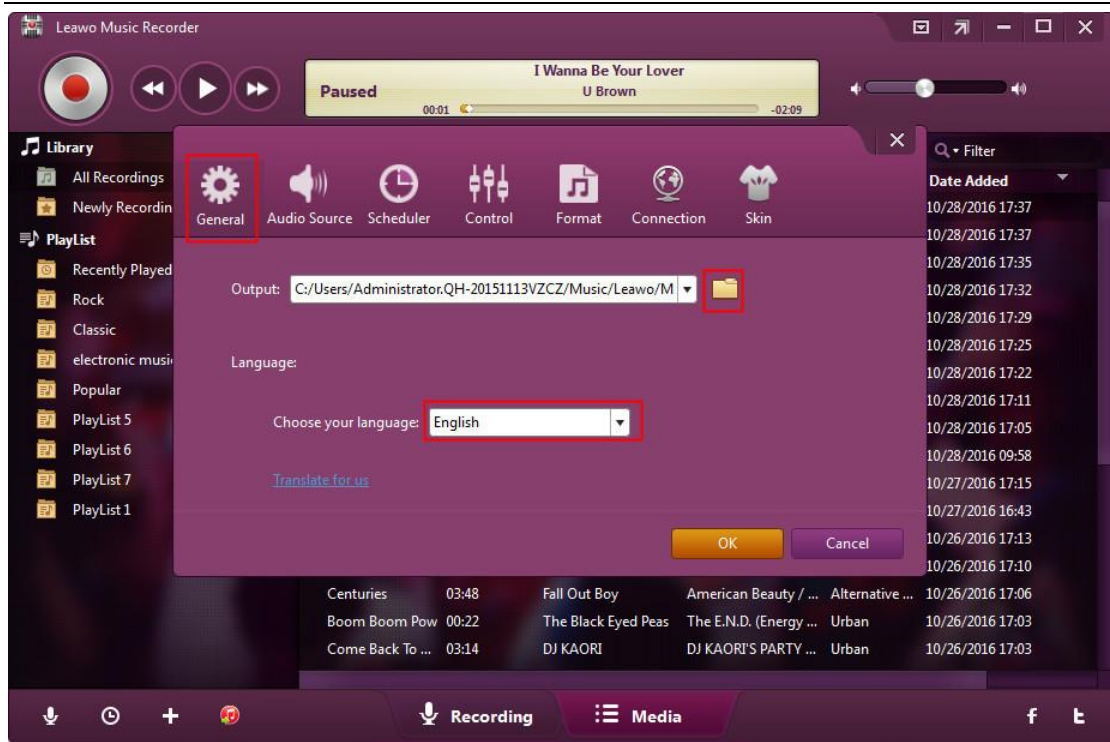 Leawo Music Recorder
I Wanna Be Your Lover
Paused
U Brown
00:01
-02:09
Library
All Recordings
Newly Recordin
PlayList
Recently Played
Rock
Classic
electronic musi
Popular
PlayList 5
PlayList 6
PlayList 7
PlayList 1
General
Audio Source
Scheduler
Control
Format
Connection
Skin
Output:
C:/Users/Administrator.QH-20151113VZCZ/Music/Leawo/M
Language:
Choose your language:
English
Translate for us
OK
Cancel
Filter
Date Added
10/28/2016 17:37
10/28/2016 17:37
10/28/2016 17:35
10/28/2016 17:32
10/28/2016 17:29
10/28/2016 17:25
10/28/2016 17:22
10/28/2016 17:11
10/28/2016 17:05
10/28/2016 09:58
10/27/2016 17:15
10/27/2016 16:43
10/26/2016 17:13
10/26/2016 17:10
Centuries 03:48 Fall Out Boy American Beauty / ... Alternative ... 10/26/2016 17:06
Boom Boom Pow 00:22 The Black Eyed Peas The E.N.D. (Energy ... Urban 10/26/2016 17:03
Come Back To ... 03:14 DJ KAORI DJ KAORI'S PARTY ... Urban 10/26/2016 17:03
Recording
Media